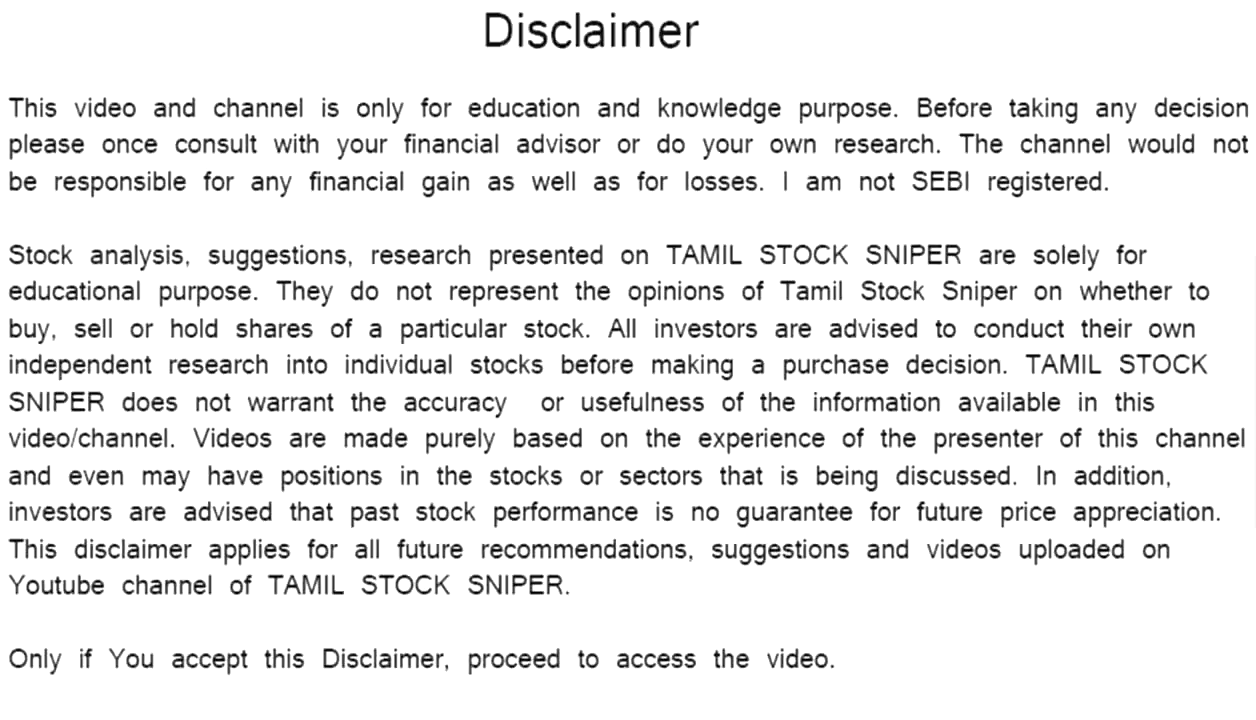 Disclaimer
This video and channel is only for education and knowledge purpose. Before taking any decision
please once consult with your financial advisor or do your own research. The channel would not
be responsible for any financial gain as well as for losses. I am not SEBI registered.
Stock analysis, suggestions, research presented on TAMIL STOCK SNIPER are solely for
educational purpose. They do not represent the opinions of Tamil Stock Sniper on whether to
buy, sell or hold shares of a particular stock. All investors are advised to conduct their own
independent research into individual stocks before making a purchase decision. TAMIL STOCK
SNIPER does not warrant the accuracy or usefulness of the information available in this
video/channel. Videos are made purely based on the experience of the presenter of this channel
and even may have positions in the stocks or sectors that is being discussed. In addition,
investors are advised that past stock performance is no guarantee for future price appreciation.
This disclaimer applies for all future recommendations, suggestions and videos uploaded on
Youtube channel of TAMIL STOCK SNIPER.
Only if You accept this Disclaimer, proceed to access the video.